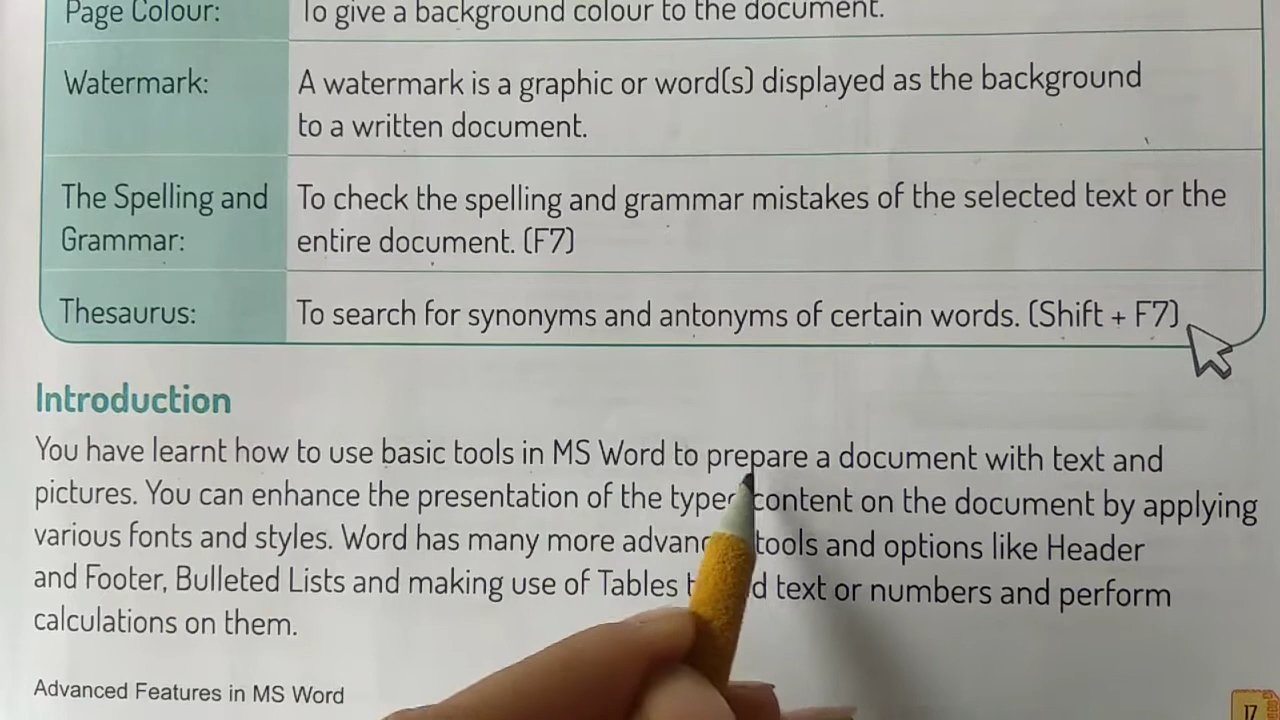 Page Colour: To give a background colour to the document.
Watermark: A watermark is a graphic or word(s) displayed as the background
to a written document.
The Spelling and To check the spelling and grammar mistakes of the selected text or the
Grammar: entire document. (F7)
Thesaurus: To search for synonyms and antonyms of certain words. (Shift + F7)
Introduction
You have learnt how to use basic tools in MS Word to prepare a document with text and
pictures. You can enhance the presentation of the typed content on the document by applying
various fonts and styles. Word has many more tools and options like Header
and Footer, Bulleted Lists and making use of Tables text or numbers and perform
calculations on them.
Advanced Features in MS Word
17